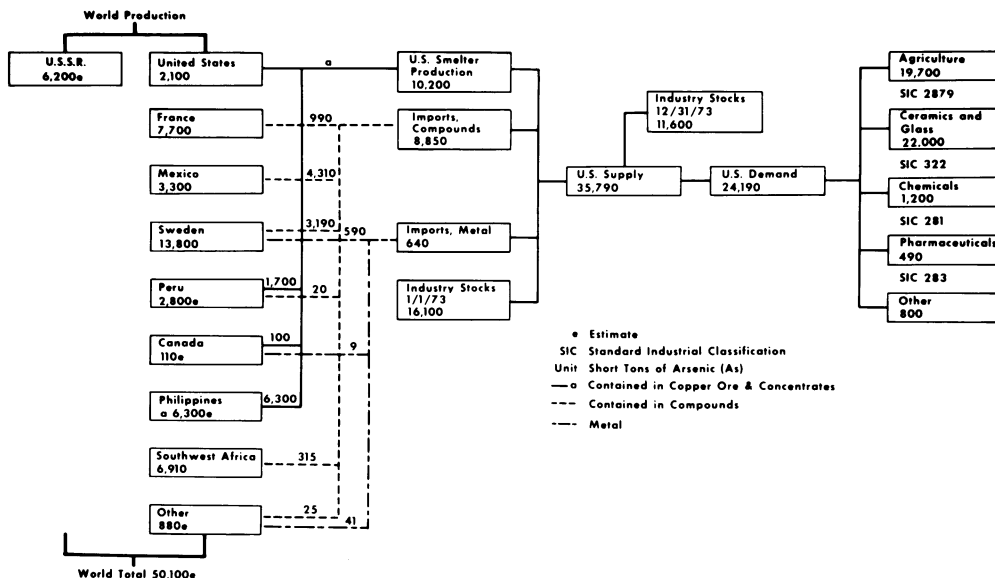 World Production
U.S.S.R.
6,200e
United States
2,100
a
U.S. Smelter
Production
10,200
Agriculture
19,700
SIC 2879
France
7,700
990
Imports,
Compounds
8,850
Industry Stocks
12/31/73
11,600
Ceramics and
Glass
22.000
SIC 322
Mexico
3,300
4,310
U.S. Supply
35,790
U.S. Demand
24,190
Chemicals
1,200
SIC 281
Sweden
13,800
3,190
590
Imports, Metal
640
Pharmaceuticals
490
SIC 283
Peru
2,800e
1,700
20
Industry Stocks
1/1/73
16,100
Other
800
Canada
110e
100
9
Philippines
a 6,300e
6,300
Southwest Africa
6,910
315
Other
880e
25
41
World Total 50,100e
e Estimate
SIC Standard Industrial Classification
Unit Short Tons of Arsenic (As)
a Contained in Copper Ore & Concentrates
Contained in Compounds
Metal